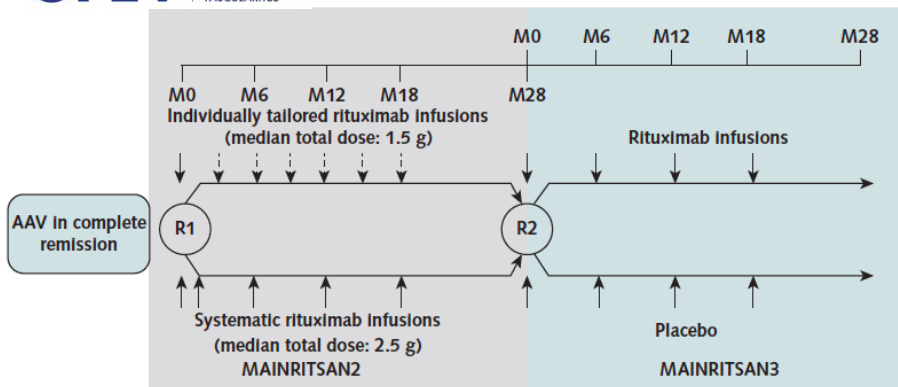 M0 M6 M12 M18 M28
M0 M6 M12 M18 M28
Individually tailored rituximab infusions
(median total dose: 1.5 g)
Rituximab infusions
AAV in complete
remission
R1
R2
Systematic rituximab infusions
(median total dose: 2.5 g)
Placebo
MAINRITSAN2
MAINRITSAN3